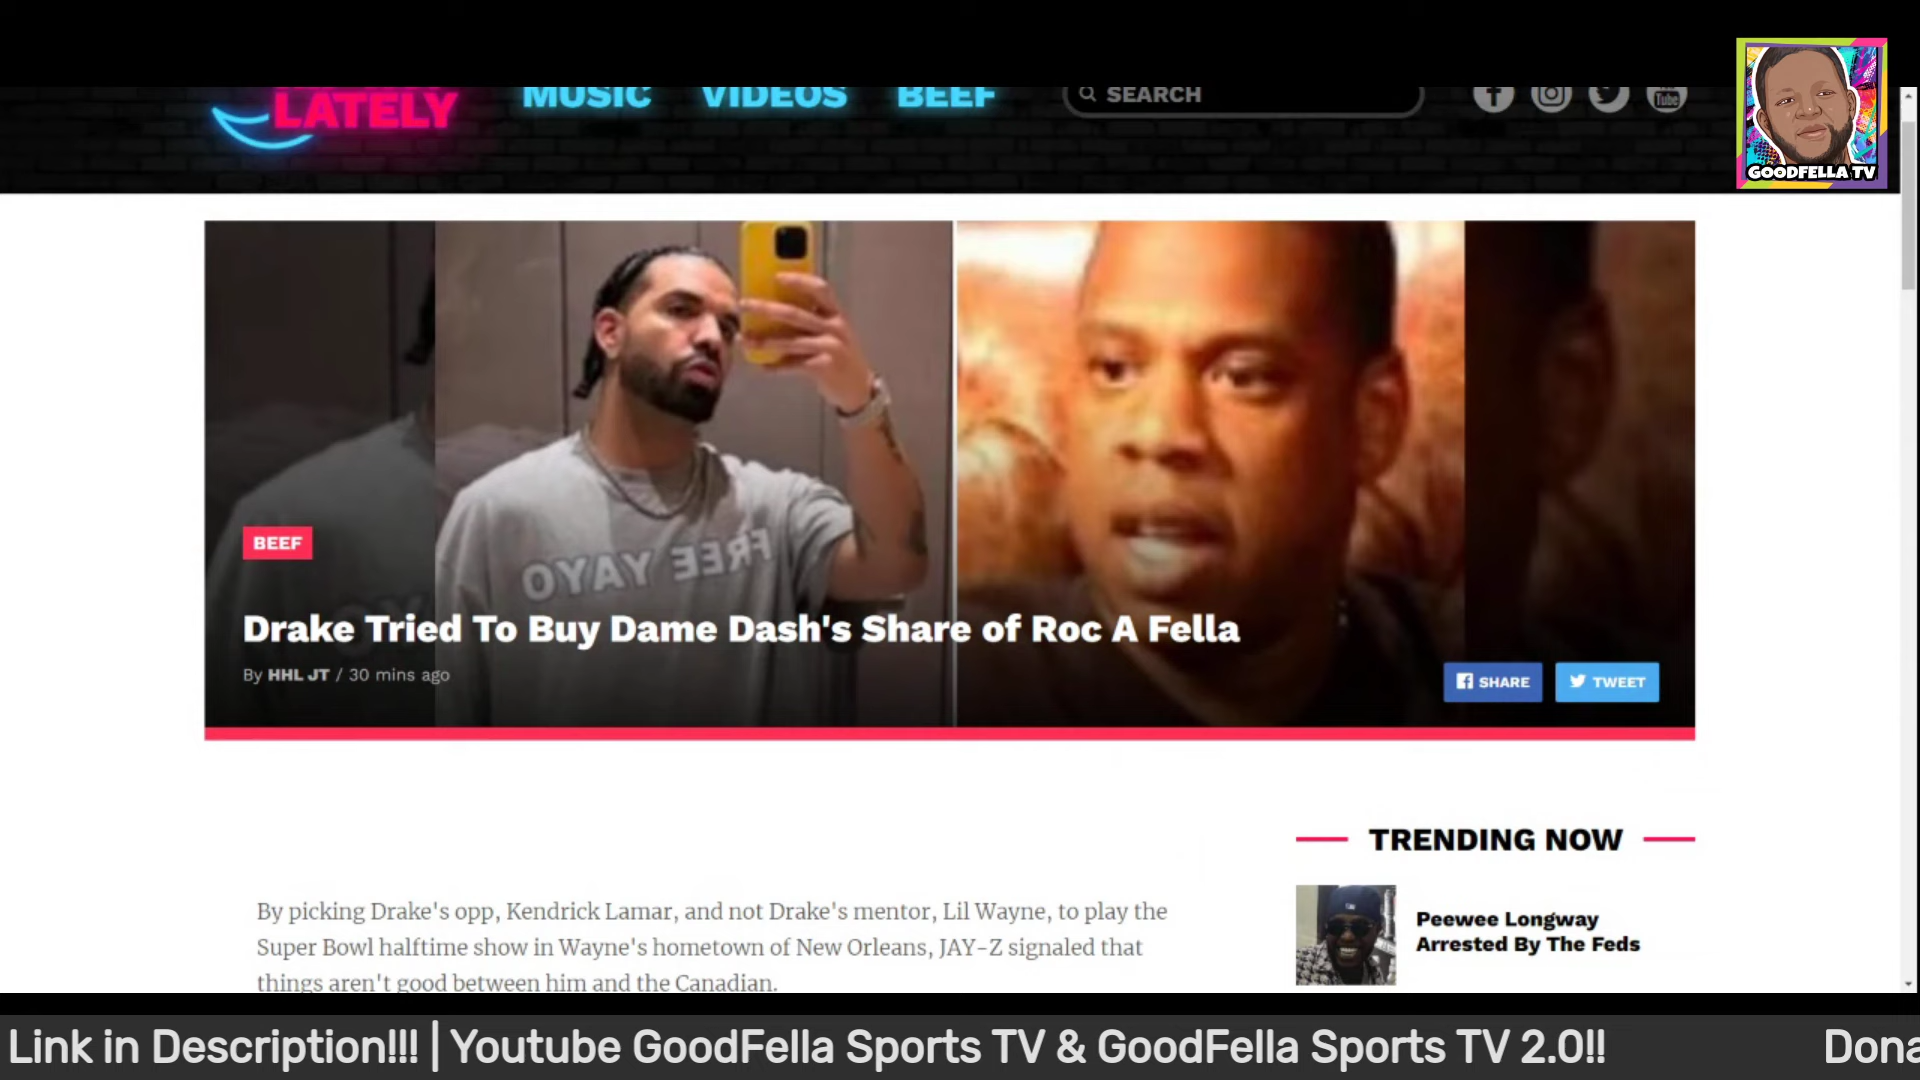 LATELY
MUSIC VIDEOS BEEF
SEARCH
You Tube
GOODFELLA TV
FREE YAYO
BEEF
Drake Tried To Buy Dame Dash's Share of Roc A Fella
By HHL JT / 30 mins ago
SHARE TWEET
TRENDING NOW
By picking Drake's opp, Kendrick Lamar, and not Drake's mentor, Lil Wayne, to play the
Super Bowl halftime show in Wayne's hometown of New Orleans, JAY-Z signaled that
things aren't good between him and the Canadian.
Peewee Longway
Arrested By The Feds
Link in Description!!! | Youtube GoodFella Sports TV & GoodFella Sports TV 2.0!! Dona